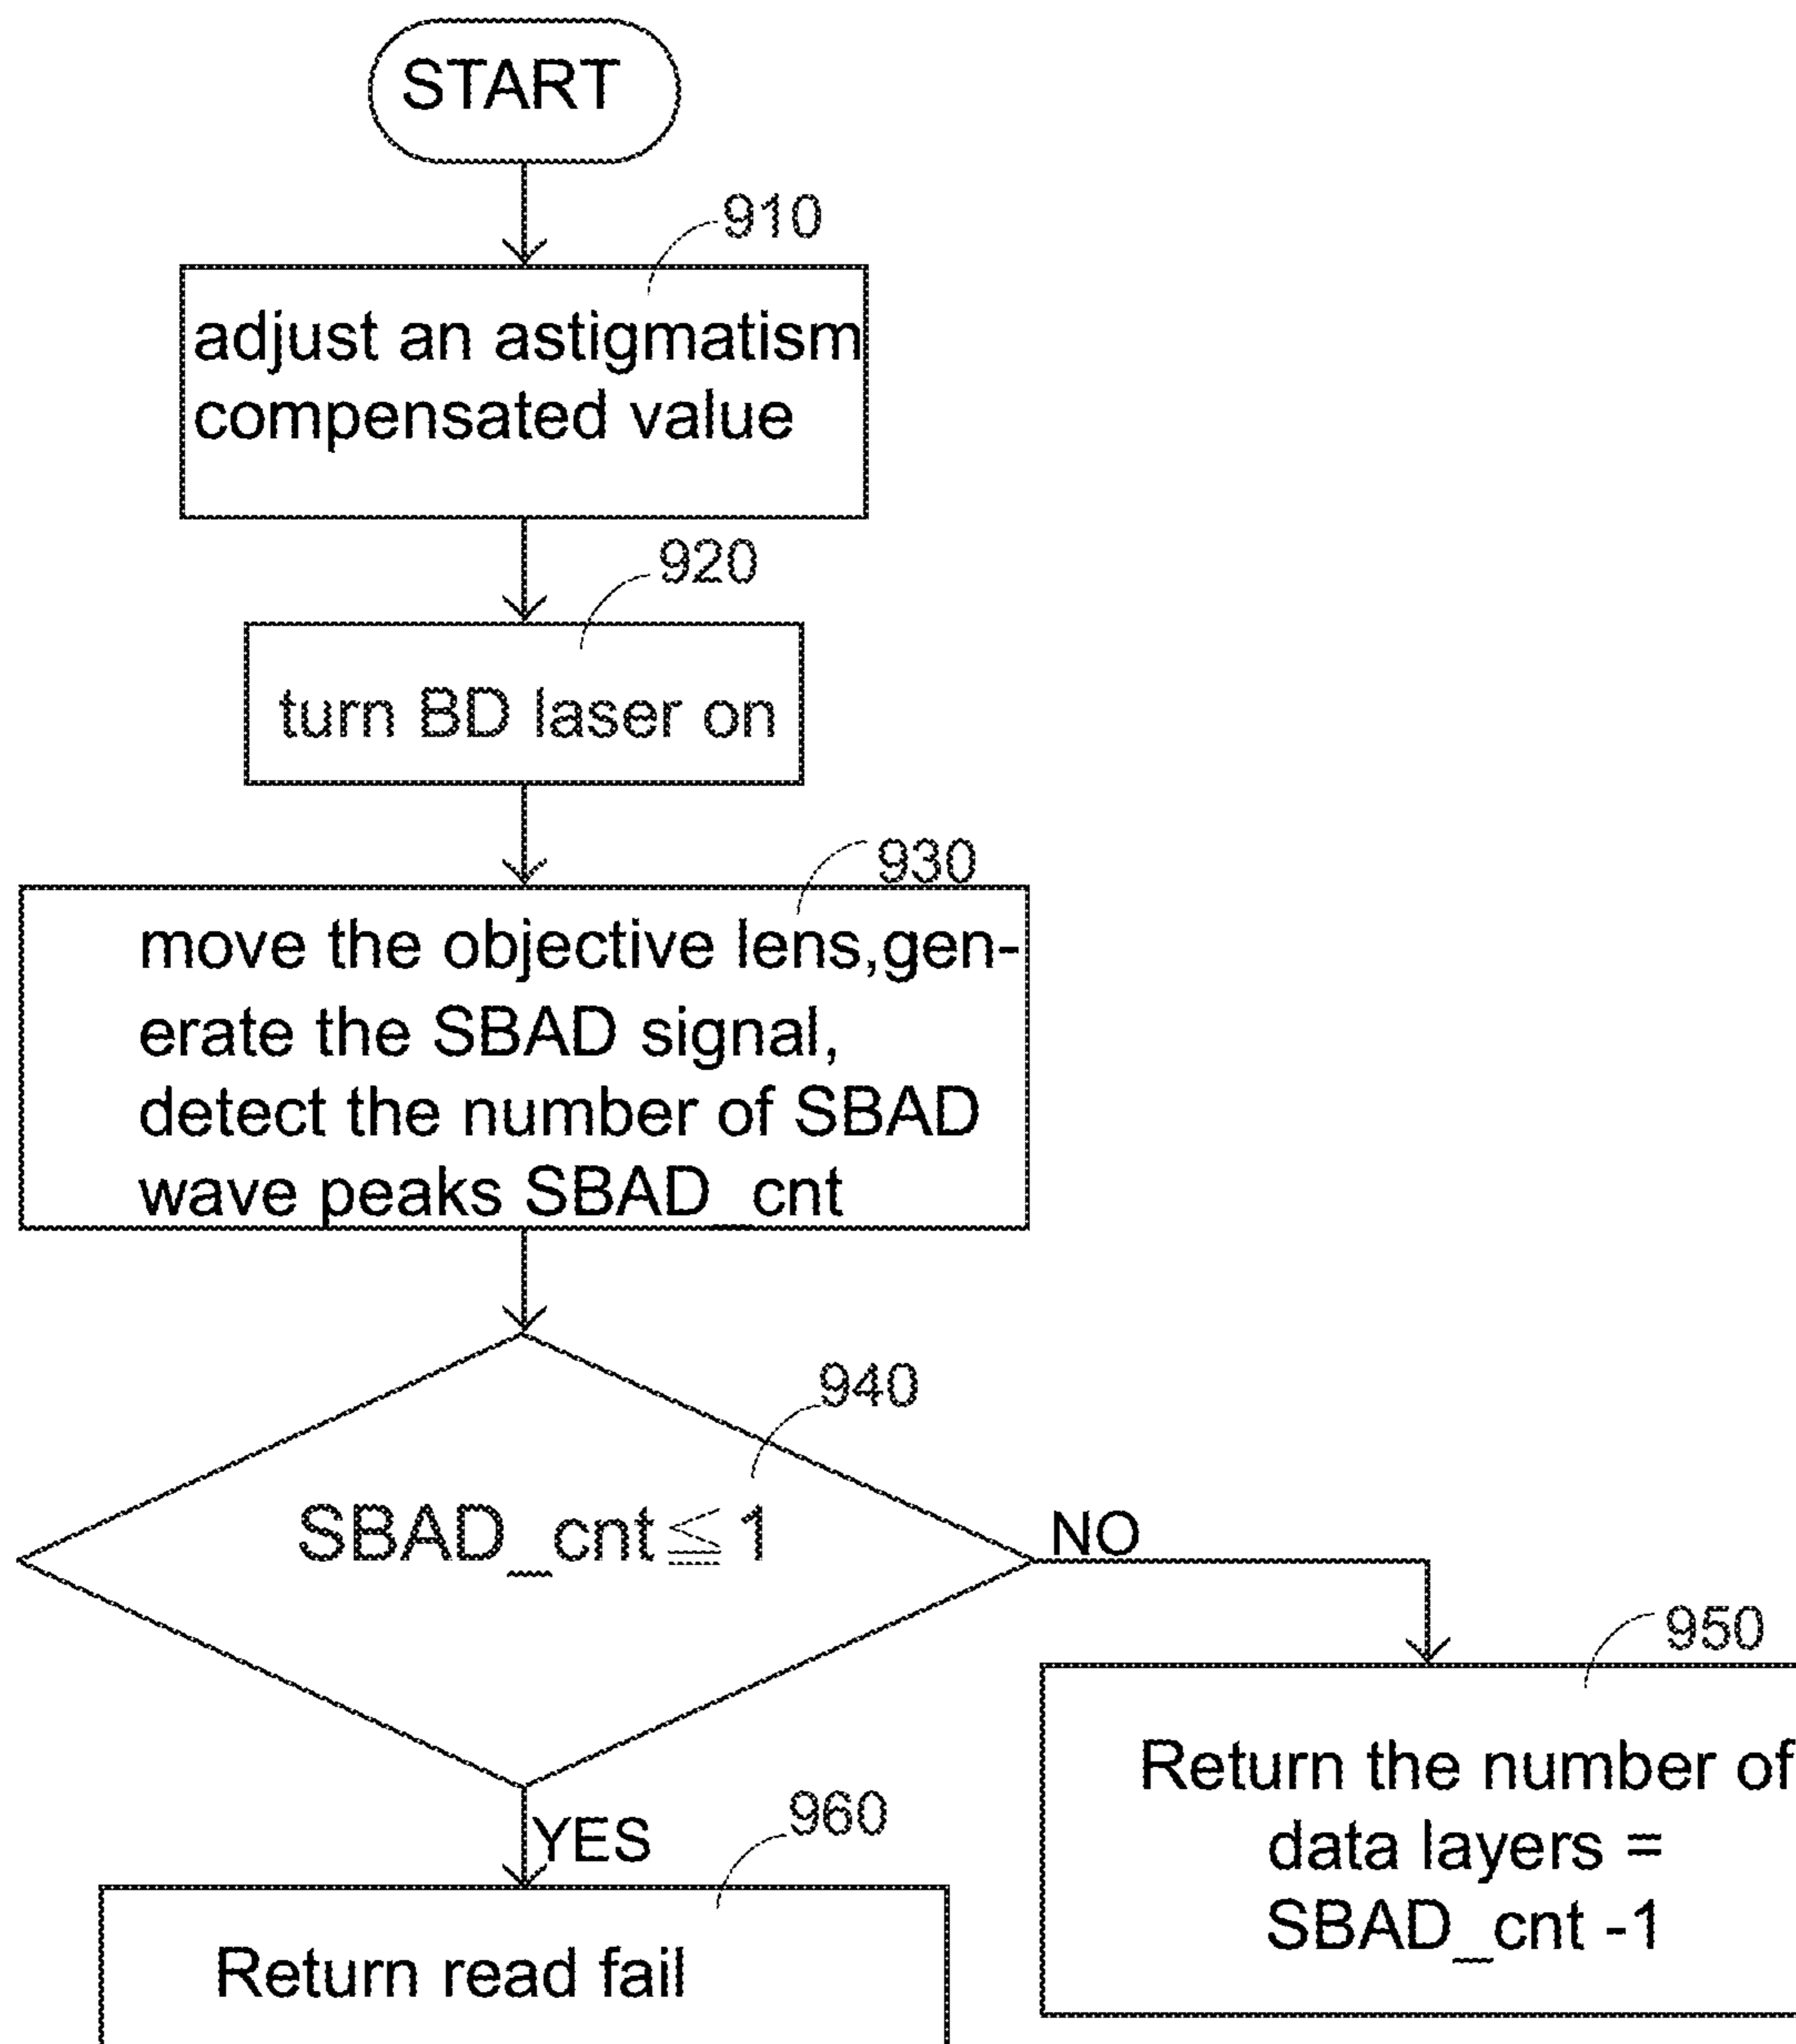 START
910
adjust an astigmatism
compensated value
920
turn BD laser on
930
move the objective lens,gen-
erate the SBAD signal,
detect the number of SBAD
wave peaks SBAD_cnt
940
SBAD_cnt ≦ 1
NO
950
Return the number of
data layers =
SBAD_cnt -1
YES
960
Return read fail